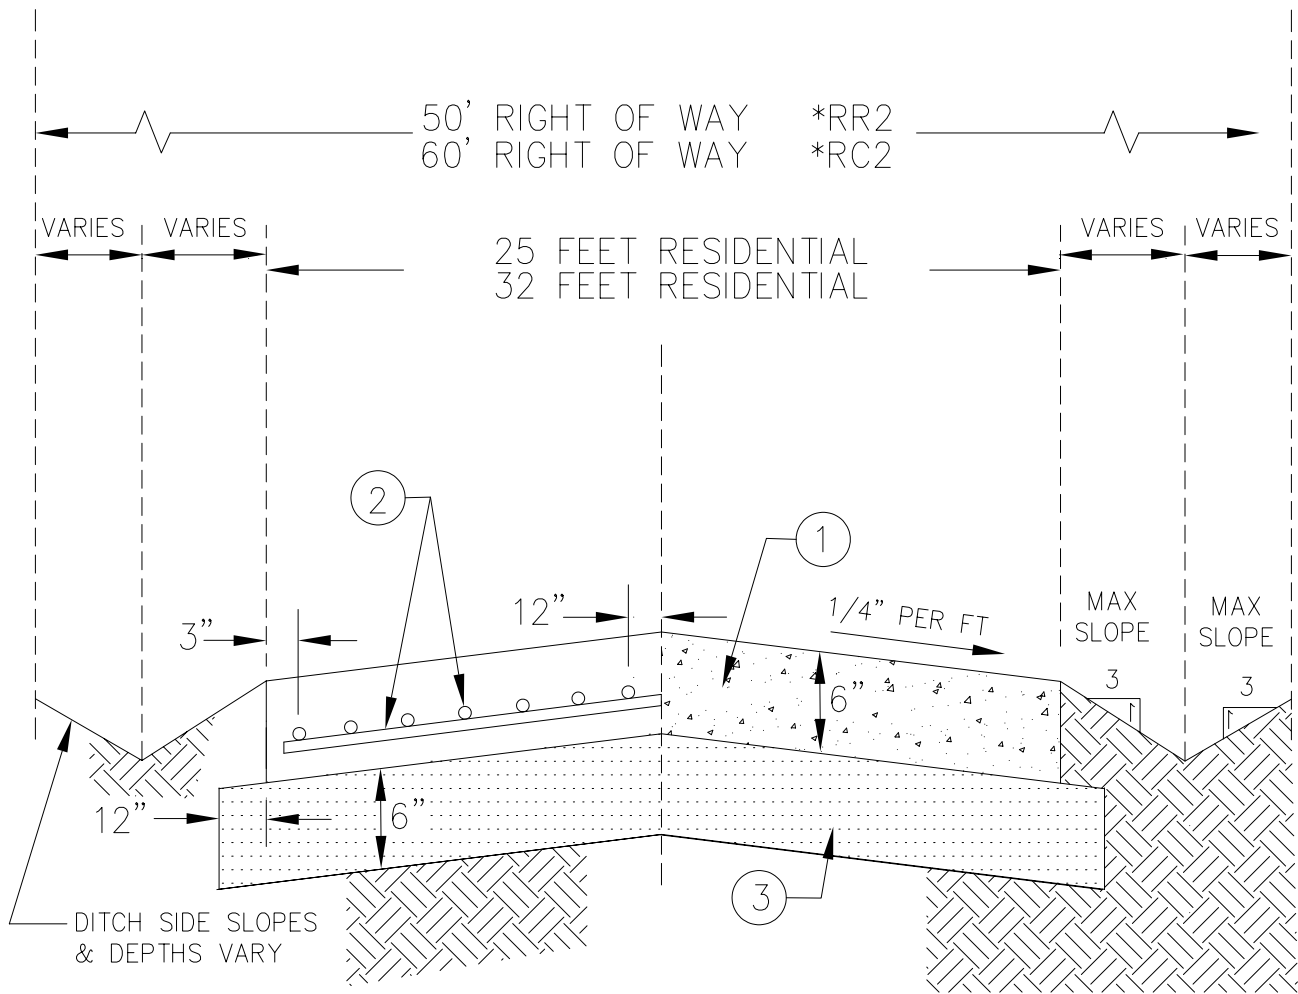 50' RIGHT OF WAY *RR2
60' RIGHT OF WAY *RC2
VARIES
VARIES
25 FEET RESIDENTIAL
32 FEET RESIDENTIAL
VARIES
VARIES
2
1
12"
1/4" PER FT
3"
MAX
SLOPE
MAX
SLOPE
3
1
3
1
6"
12"
6"
3
DITCH SIDE SLOPES
& DEPTHS VARY